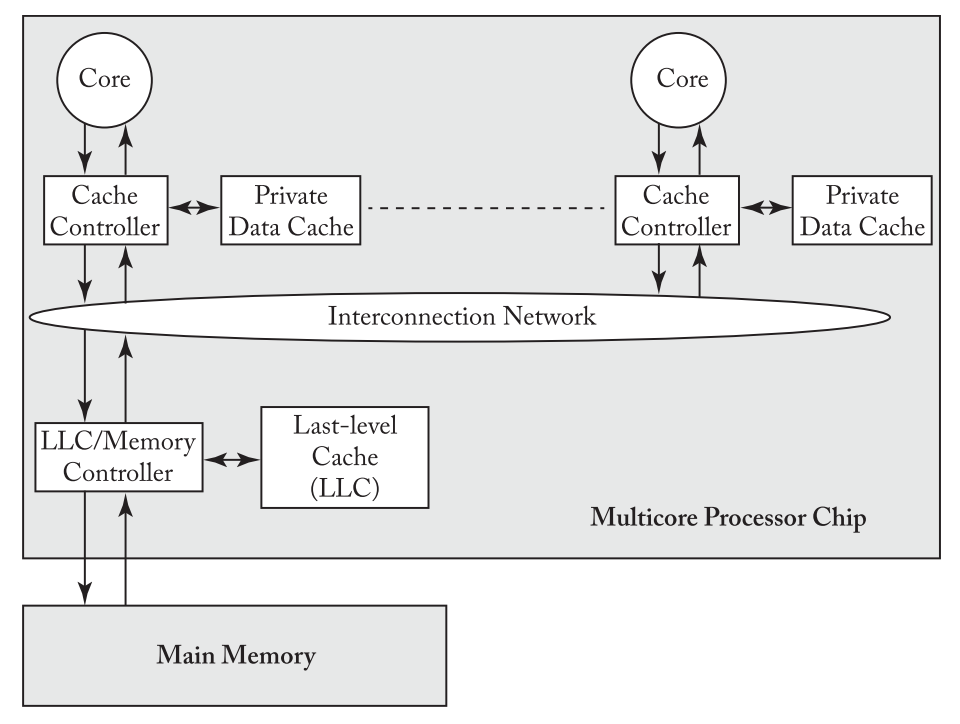 Core
Core
Cache
Controller
Private
Data Cache
Cache
Controller
Private
Data Cache
Interconnection Network
LLC/Memory
Controller
Last-level
Cache
(LLC)
Multicore Processor Chip
Main Memory